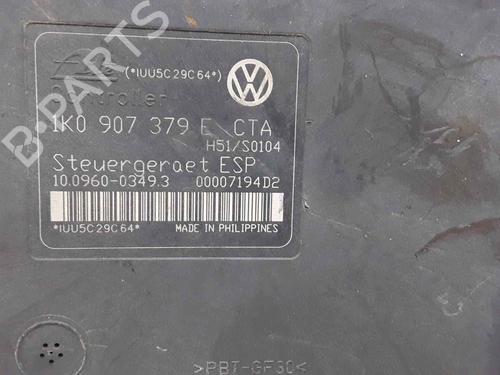 (*1UU5C29C64*)
B-PARTS
Controller
1K0 907 379 E CTA
H51/S0104
Steuergeraet ESP
10.0960-0349.3 00007194D2
*1UU5C29C64* MADE IN PHILIPPINES
>PBT-GF30<